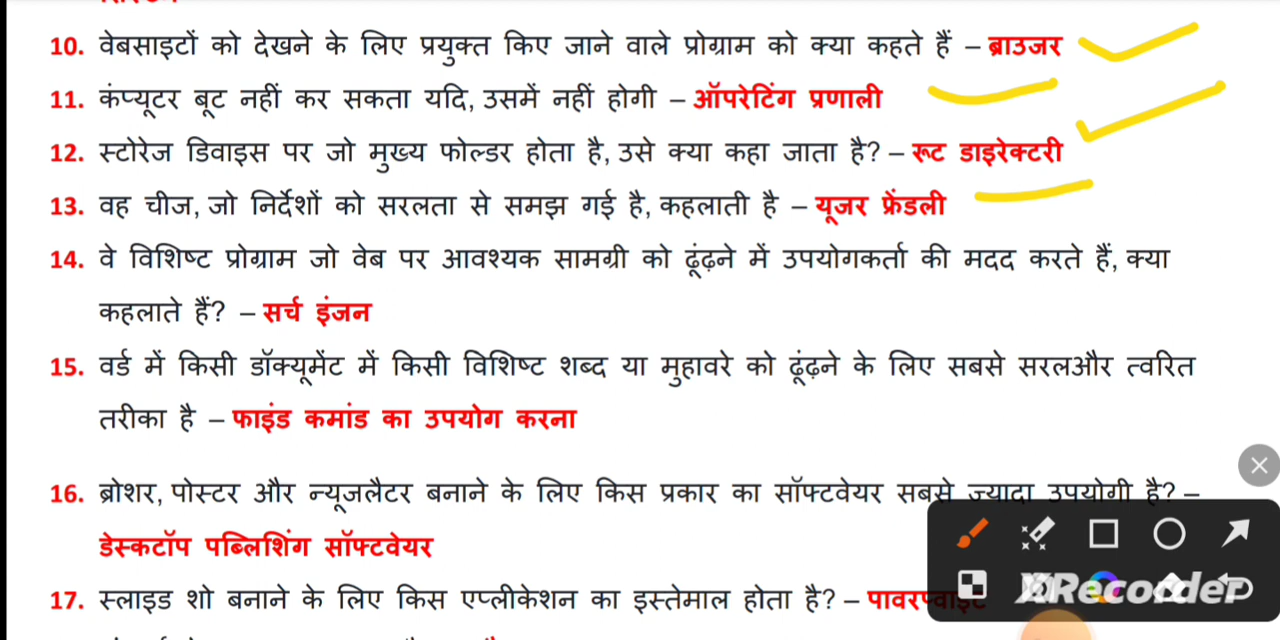 10. वेबसाइटों को देखने के लिए प्रयुक्त किए जाने वाले प्रोग्राम को क्या कहते हैं – ब्राउजर
11. कंप्यूटर बूट नहीं कर सकता यदि, उसमें नहीं होगी – ऑपरेटिंग प्रणाली
12. स्टोरेज डिवाइस पर जो मुख्य फोल्डर होता है, उसे क्या कहा जाता है? – रूट डाइरेक्टरी
13. वह चीज, जो निर्देशों को सरलता से समझ गई है, कहलाती है – यूजर फ्रेंडली
14. वे विशिष्ट प्रोग्राम जो वेब पर आवश्यक सामग्री को ढूंढ़ने में उपयोगकर्ता की मदद करते हैं, क्या
कहलाते हैं? – सर्च इंजन
15. वर्ड में किसी डॉक्यूमेंट में किसी विशिष्ट शब्द या मुहावरे को ढूंढ़ने के लिए सबसे सरलऔर त्वरित
तरीका है – फाइंड कमांड का उपयोग करना
16. ब्रोशर, पोस्टर और न्यूजलैटर बनाने के लिए किस प्रकार का सॉफ्टवेयर सबसे ज्यादा उपयोगी है? –
डेस्कटॉप पब्लिशिंग सॉफ्टवेयर
17. स्लाइड शो बनाने के लिए किस एप्लीकेशन का इस्तेमाल होता है? – पावरप्वाइंट
XRecorder